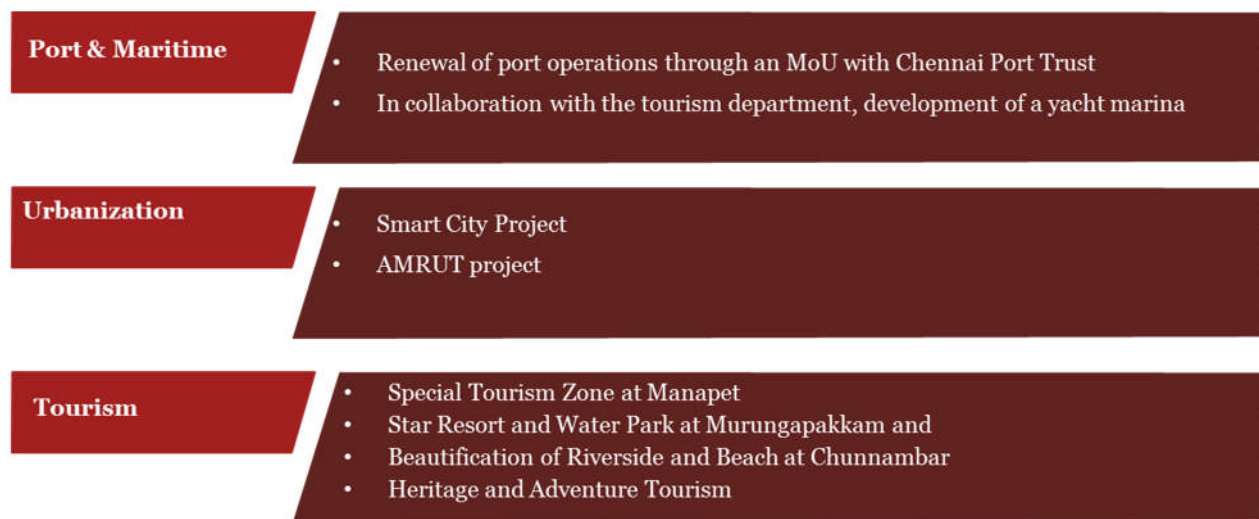 Port & Maritime
• Renewal of port operations through an MoU with Chennai Port Trust
• In collaboration with the tourism department, development of a yacht marina
Urbanization
• Smart City Project
• AMRUT project
Tourism
• Special Tourism Zone at Manapet
• Star Resort and Water Park at Murungapakkam and
• Beautification of Riverside and Beach at Chunnambar
• Heritage and Adventure Tourism